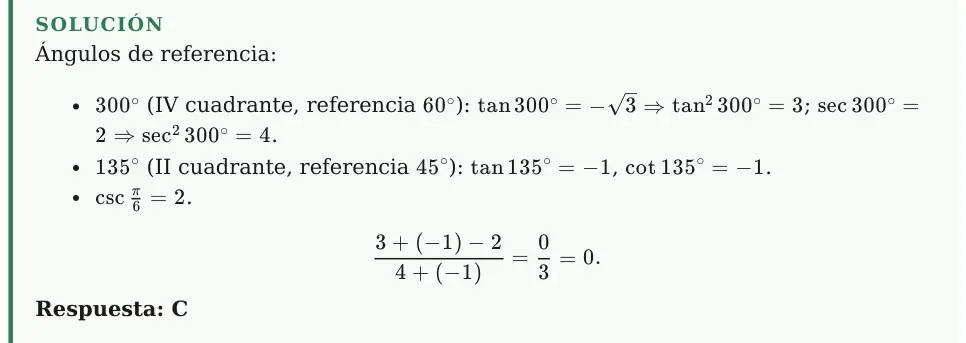 SOLUCIÓN
Ángulos de referencia:
• 300° (IV cuadrante, referencia 60°): tan 300° = −√3 ⇒ tan² 300° = 3; sec 300° =
2 ⇒ sec² 300° = 4.
• 135° (II cuadrante, referencia 45°): tan 135° = −1, cot 135° = −1.
• csc π/6 = 2.
(3 + (−1) − 2)/(4 + (−1)) = 0/3 = 0.
Respuesta: C